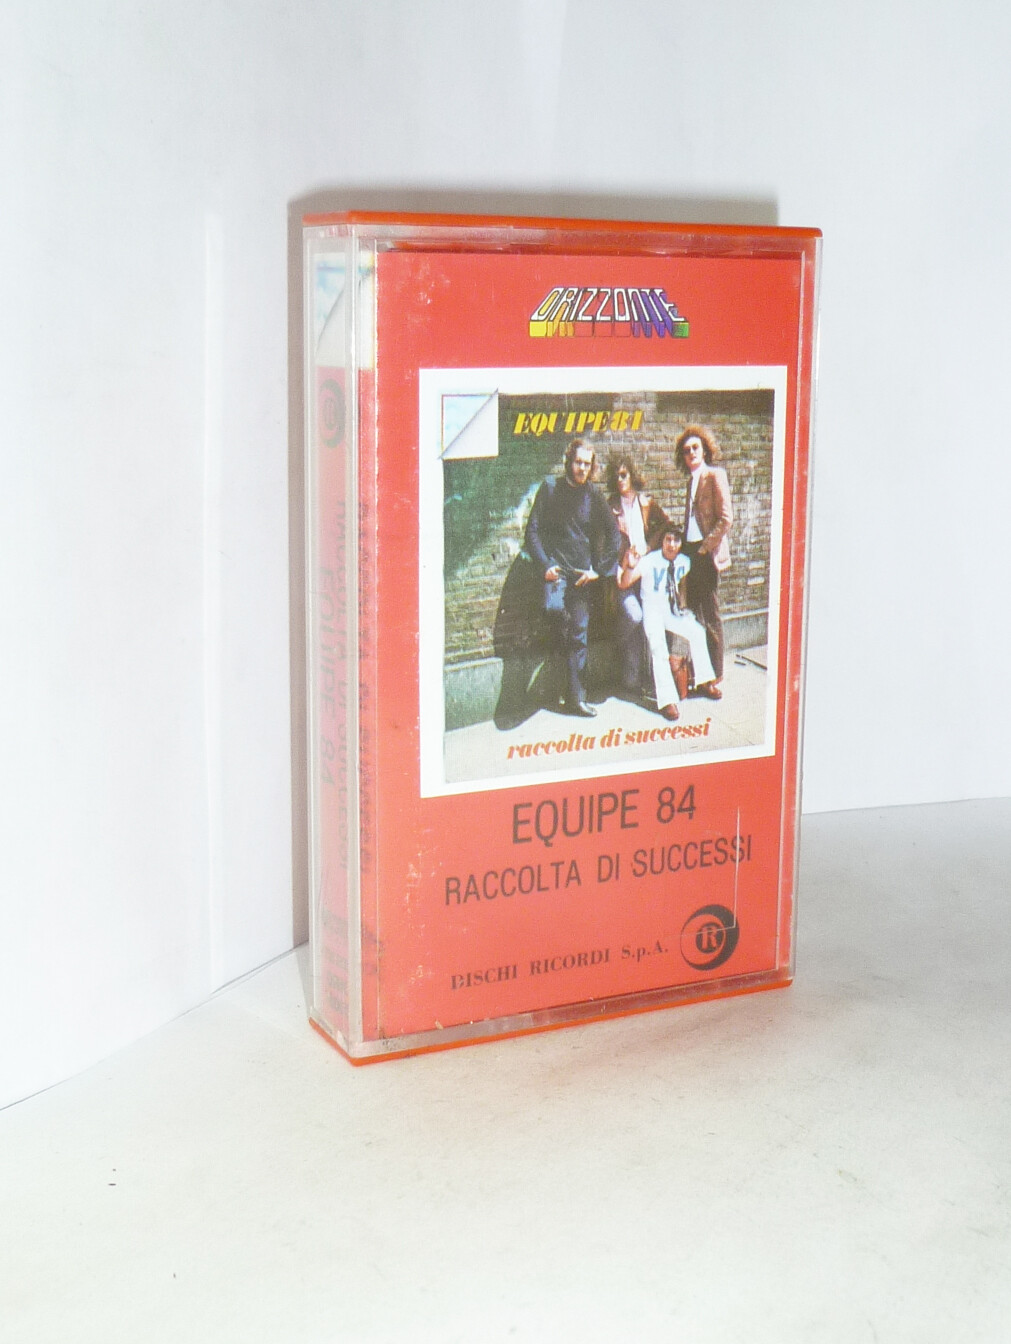 ORIZZONTE
EQUIPE 84
raccolta di successi
EQUIPE 84
RACCOLTA DI SUCCESSI
DISCHI RICORDI S.p.A.
R
EQUIPE 84